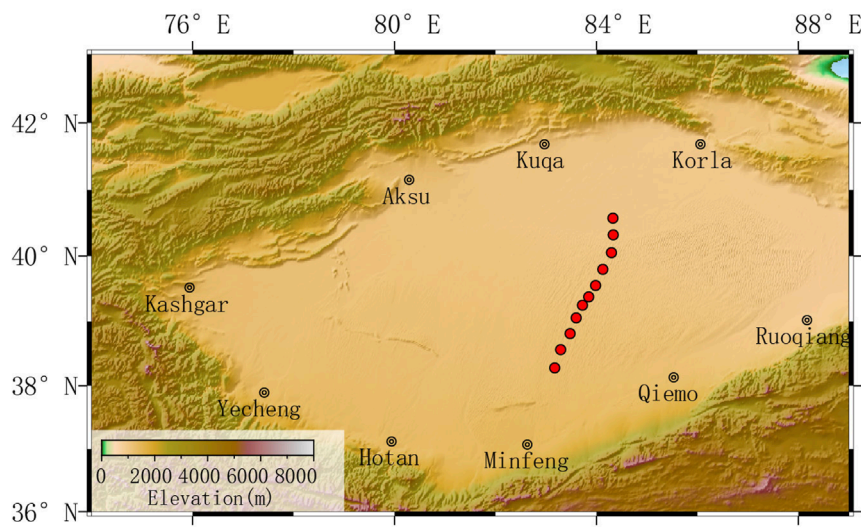 76° E 80° E 84° E 88° E
42° N
Kuqa Korla
Aksu
40° N
Kashgar
Ruoqiang
38° N
Qiemo
Yecheng
Hotan Minfeng
0 2000 4000 6000 8000
Elevation(m)
36° N